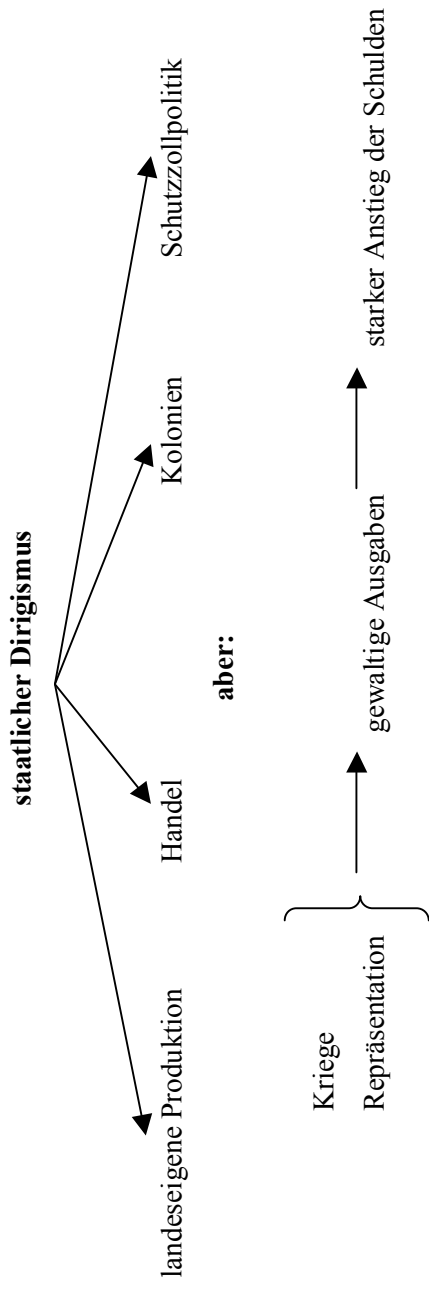 staatlicher Dirigismus
landeseigene Produktion
Handel
Kolonien
Schutzzollpolitik
aber:
Kriege
Repräsentation
gewaltige Ausgaben
starker Anstieg der Schulden